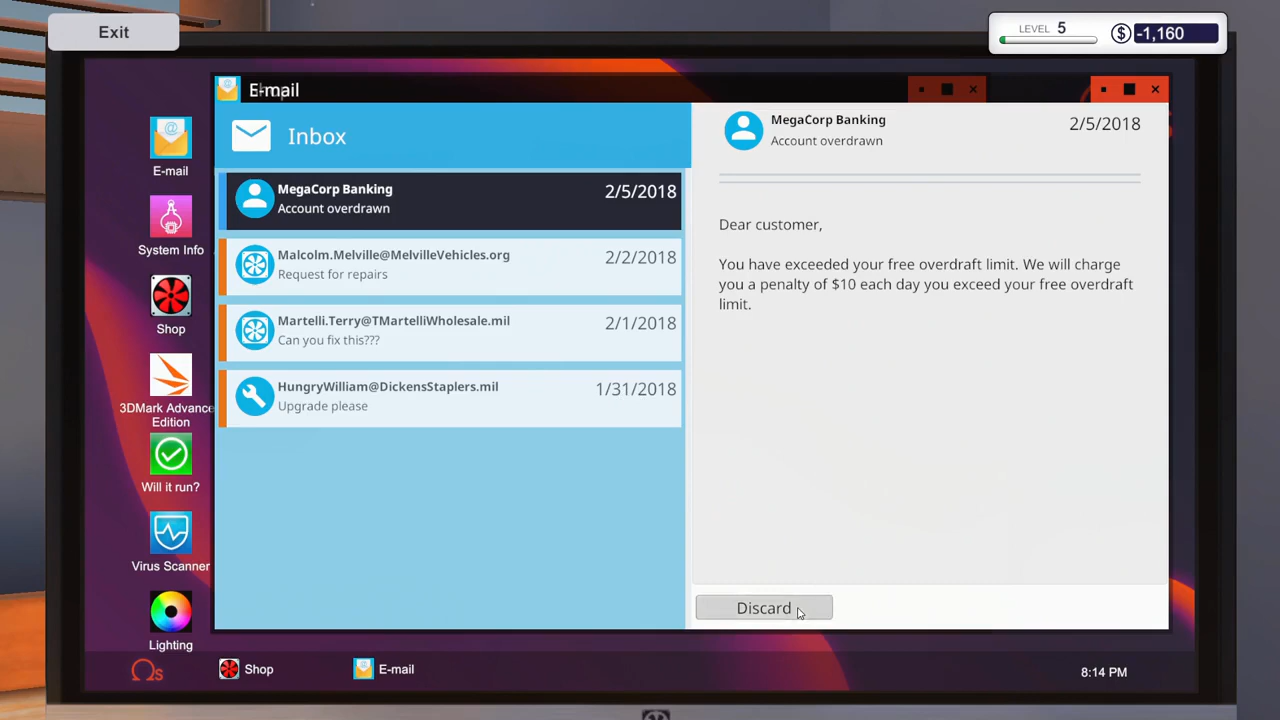 Exit
LEVEL 5
$ -1,160
E-mail
Inbox
MegaCorp Banking
Account overdrawn
2/5/2018
Malcolm.Melville@MelvilleVehicles.org
Request for repairs
2/2/2018
Martelli.Terry@TMartelliWholesale.mil
Can you fix this???
2/1/2018
HungryWilliam@DickensStaplers.mil
Upgrade please
1/31/2018
MegaCorp Banking
Account overdrawn
2/5/2018
Dear customer,
You have exceeded your free overdraft limit. We will charge
you a penalty of $10 each day you exceed your free overdraft
limit.
Discard
E-mail
System Info
Shop
3DMark Advance
Edition
Will it run?
Virus Scanner
Lighting
Ωs
Shop
E-mail
8:14 PM